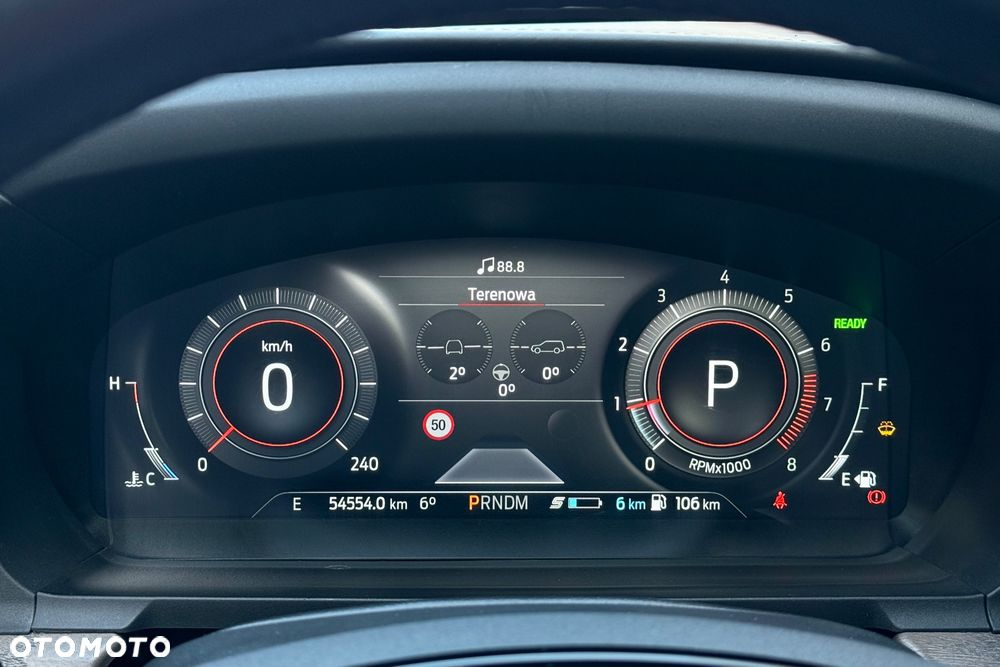 88.8
Terenowa
2° 0°
0°
km/h
0
0 240
50
P
0 1 2 3 4 5 6 7 8
RPMx1000
READY
H C
F E
E 54554.0 km 6° PRNDM 6 km 106 km
OTOMOTO